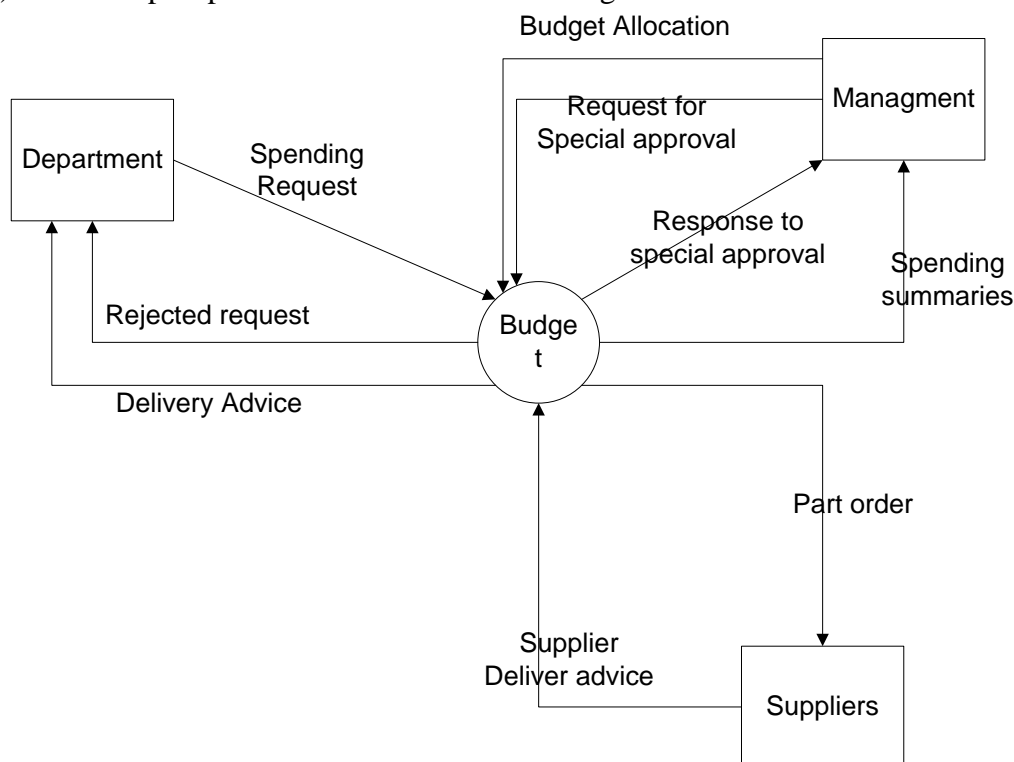 Budget Allocation
Managment
Request for
Special approval
Department
Spending
Request
Response to
special approval
Spending
summaries
Rejected request
Budge
t
Delivery Advice
Part order
Supplier
Deliver advice
Suppliers